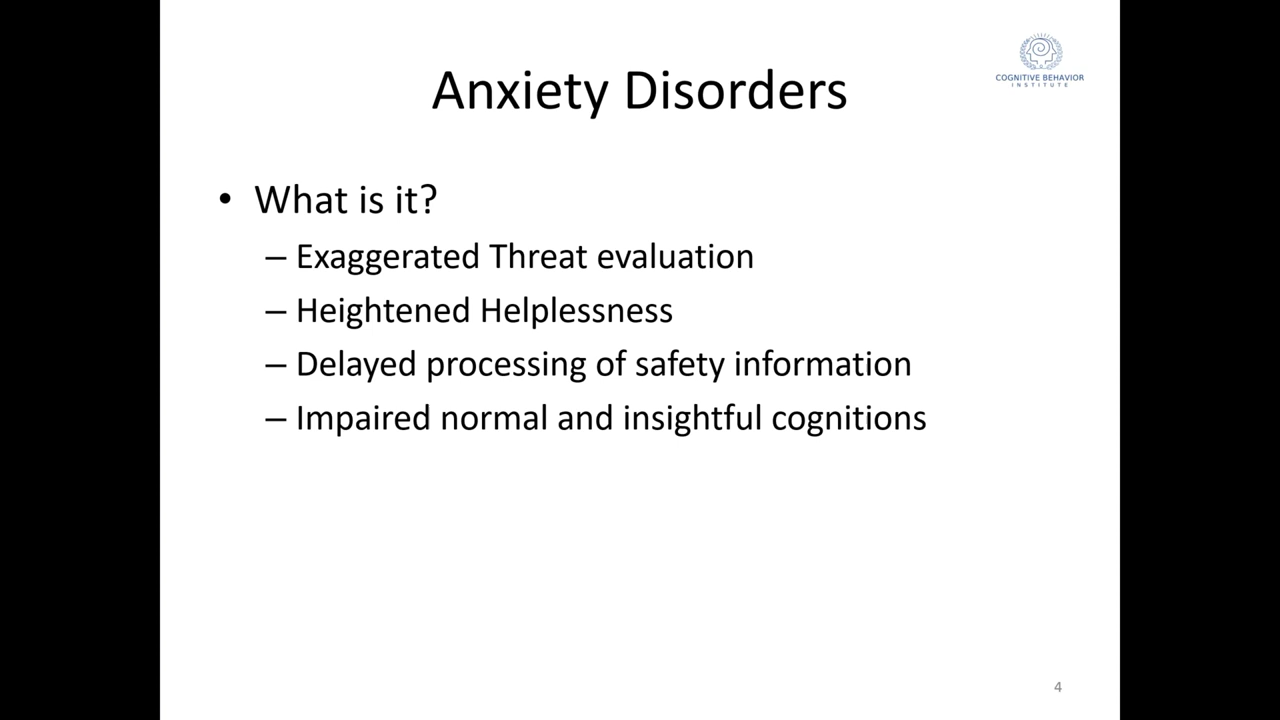 COGNITIVE BEHAVIOR
INSTITUTE
Anxiety Disorders
• What is it?
– Exaggerated Threat evaluation
– Heightened Helplessness
– Delayed processing of safety information
– Impaired normal and insightful cognitions
4